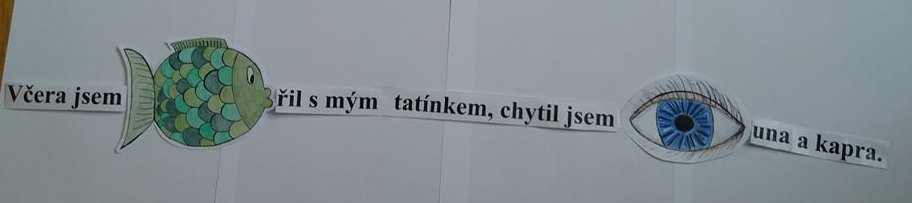 Včera jsem řil s mým tatínkem, chytil jsem una a kapra.